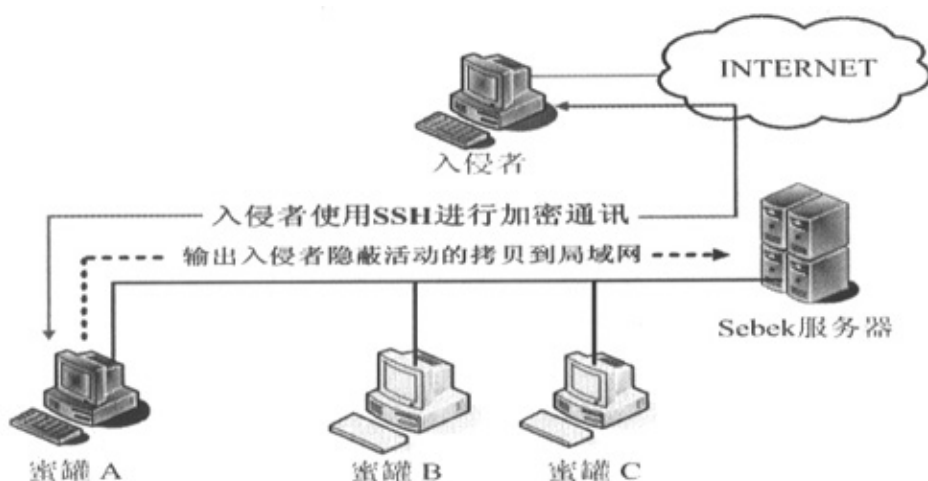 INTERNET
入侵者
入侵者使用SSH进行加密通讯
输出入侵者隐蔽活动的拷贝到局域网
Sebek服务器
蜜罐 A
蜜罐 B
蜜罐 C